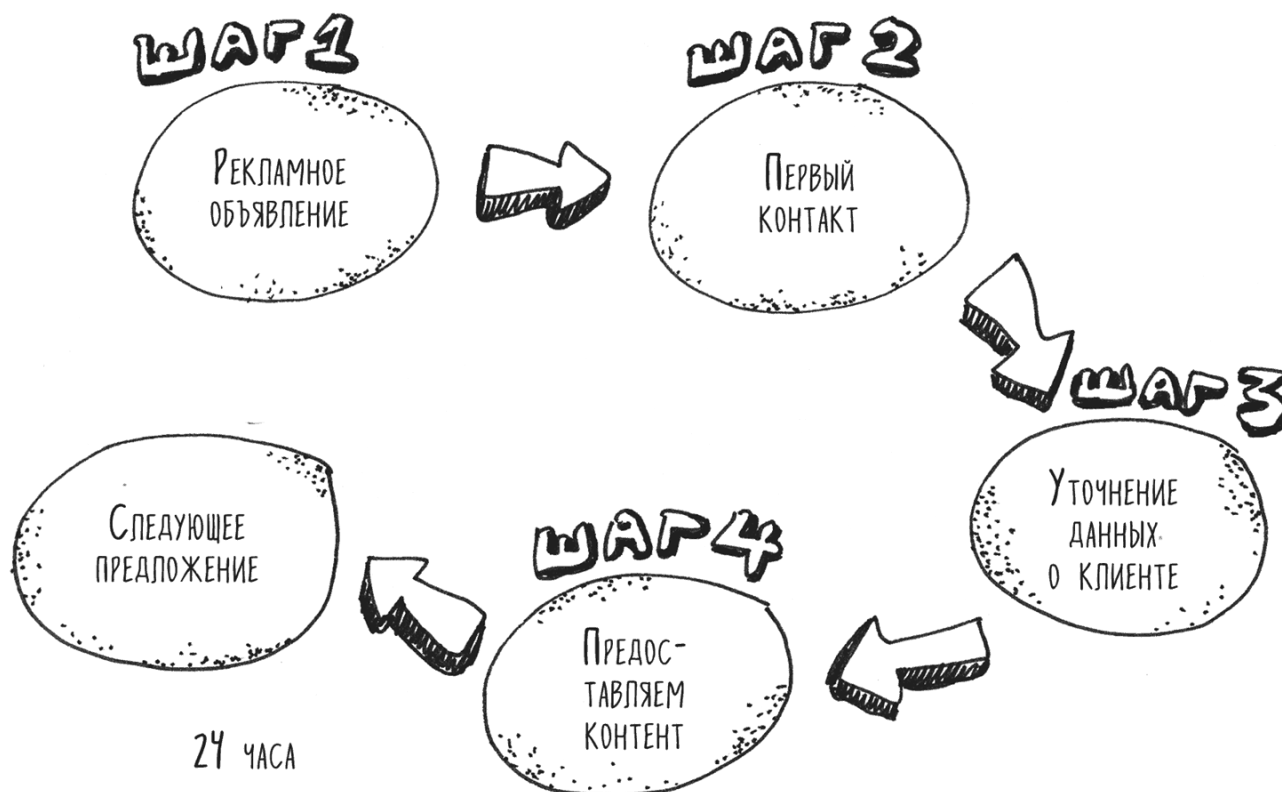 ШАГ 1
Рекламное
объявление
ШАГ 2
Первый
контакт
ШАГ 3
Уточнение
данных
о клиенте
ШАГ 4
Предос-
тавляем
контент
Следующее
предложение
24 часа